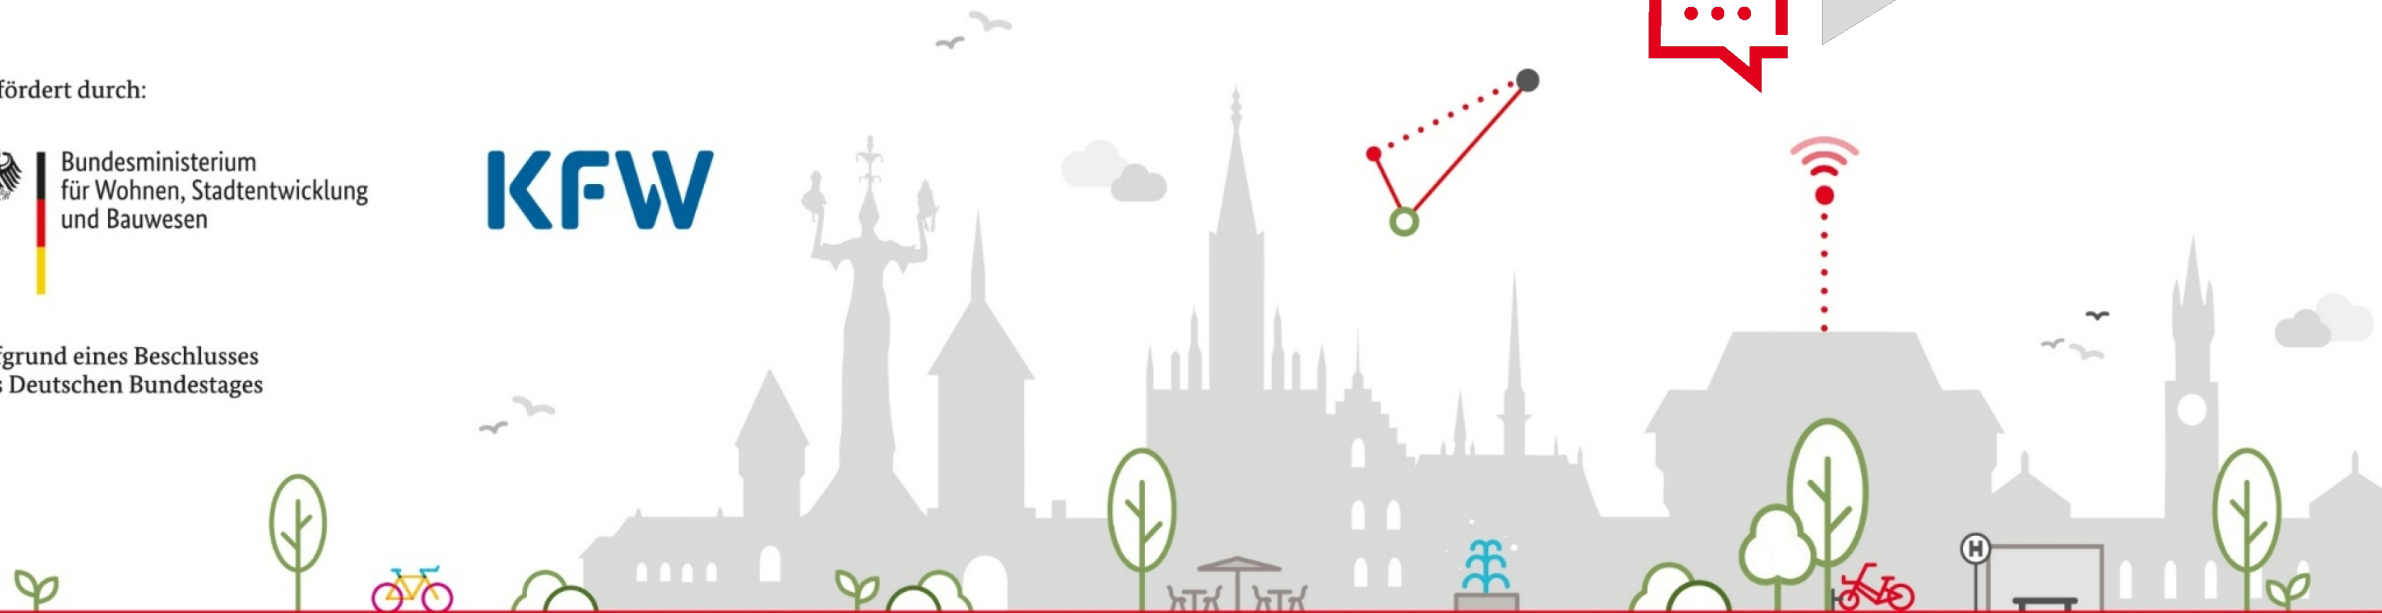 fördert durch:
Bundesministerium
für Wohnen, Stadtentwicklung
und Bauwesen
KFW
fgrund eines Beschlusses
s Deutschen Bundestages
H